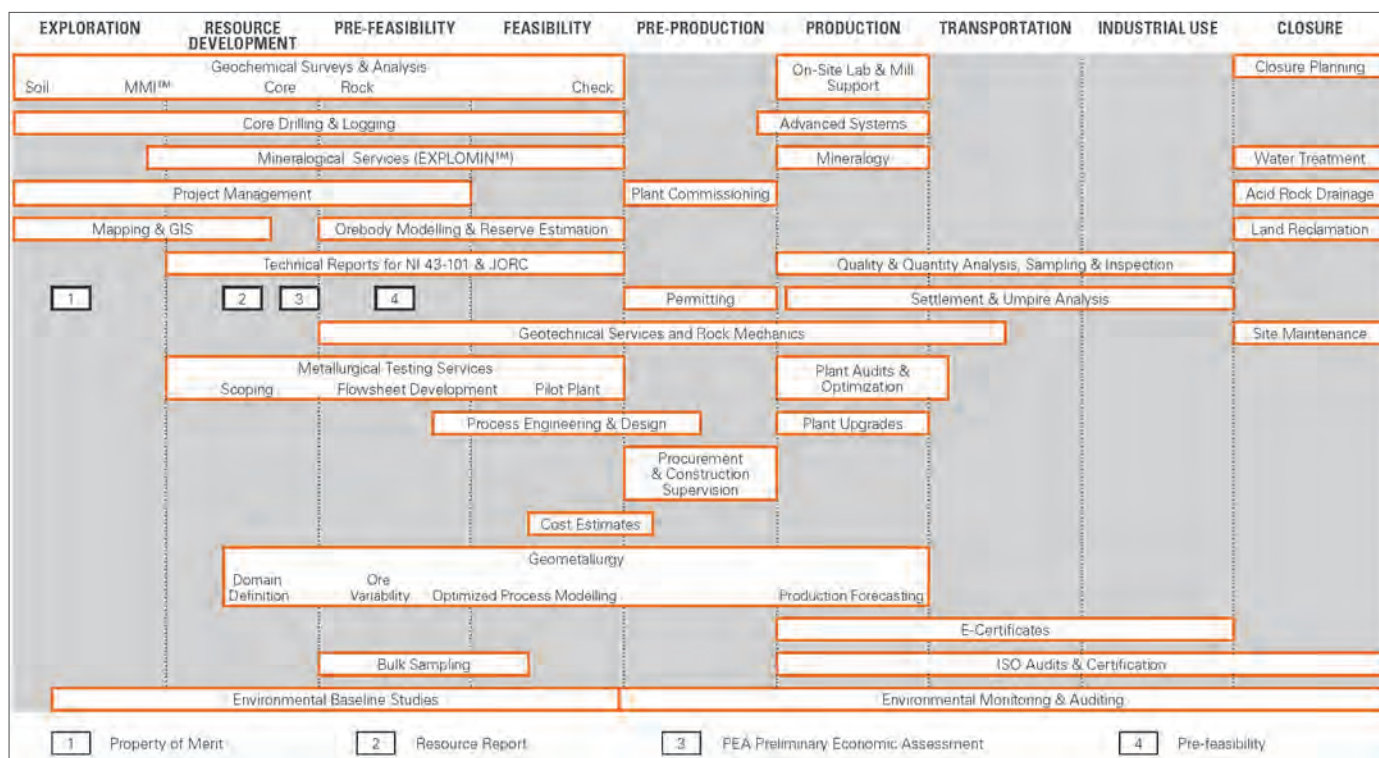 EXPLORATION
RESOURCE
DEVELOPMENT
PRE-FEASIBILITY
FEASIBILITY
PRE-PRODUCTION
PRODUCTION
TRANSPORTATION
INDUSTRIAL USE
CLOSURE
Geochemical Surveys & Analysis
Soil MMI™ Core Rock Check
On-Site Lab & Mill
Support
Closure Planning
Core Drilling & Logging
Advanced Systems
Mineralogical Services (EXPLOMIN™)
Mineralogy
Water Treatment
Project Management
Plant Commissioning
Acid Rock Drainage
Mapping & GIS
Orebody Modelling & Reserve Estimation
Land Reclamation
Technical Reports for NI 43-101 & JORC
Quality & Quantity Analysis, Sampling & Inspection
1
2
3
4
Permitting
Settlement & Umpire Analysis
Geotechnical Services and Rock Mechanics
Site Maintenance
Metallurgical Testing Services
Scoping Flowsheet Development Pilot Plant
Plant Audits &
Optimization
Process Engineering & Design
Plant Upgrades
Procurement
& Construction
Supervision
Cost Estimates
Geometallurgy
Domain
Definition
Ore
Variability
Optimized Process Modelling
Production Forecasting
E-Certificates
Bulk Sampling
ISO Audits & Certification
Environmental Baseline Studies
Environmental Monitoring & Auditing
1 Property of Merit
2 Resource Report
3 PEA Preliminary Economic Assessment
4 Pre-feasibility